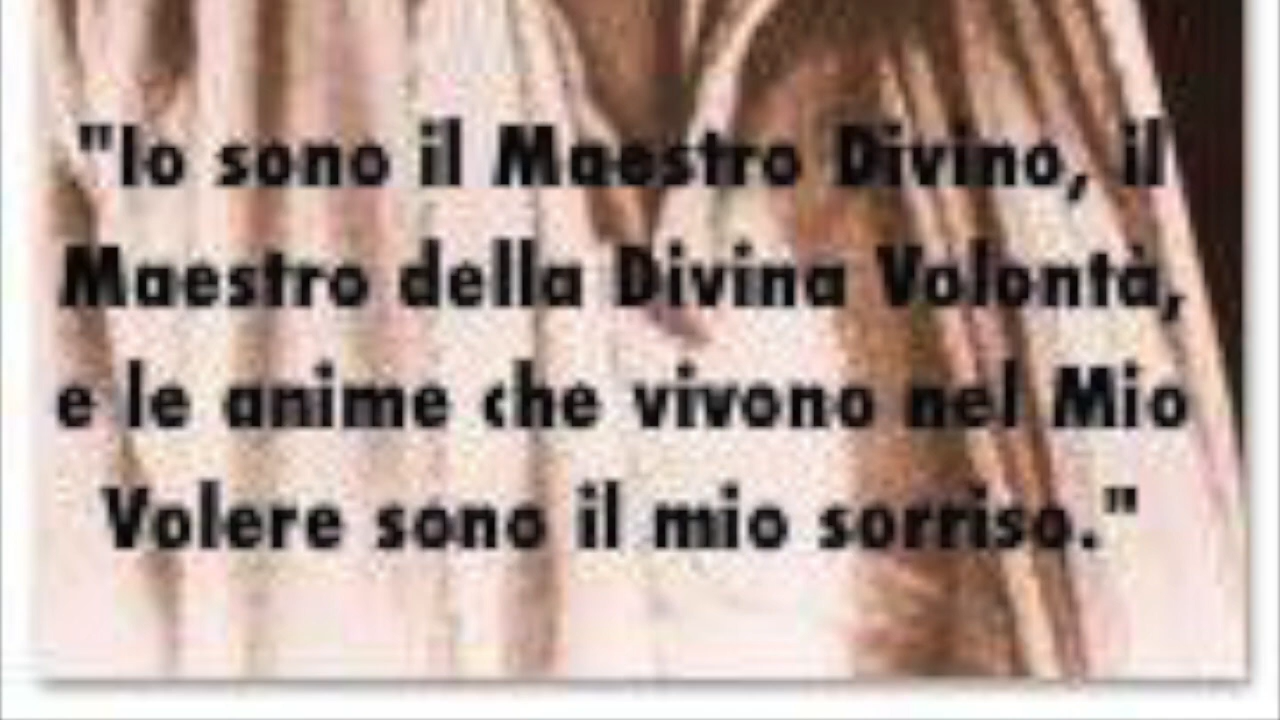 "Io sono il Maestro Divino, il
Maestro della Divina Volontà,
e le anime che vivono nel Mio
Volere sono il mio sorriso."